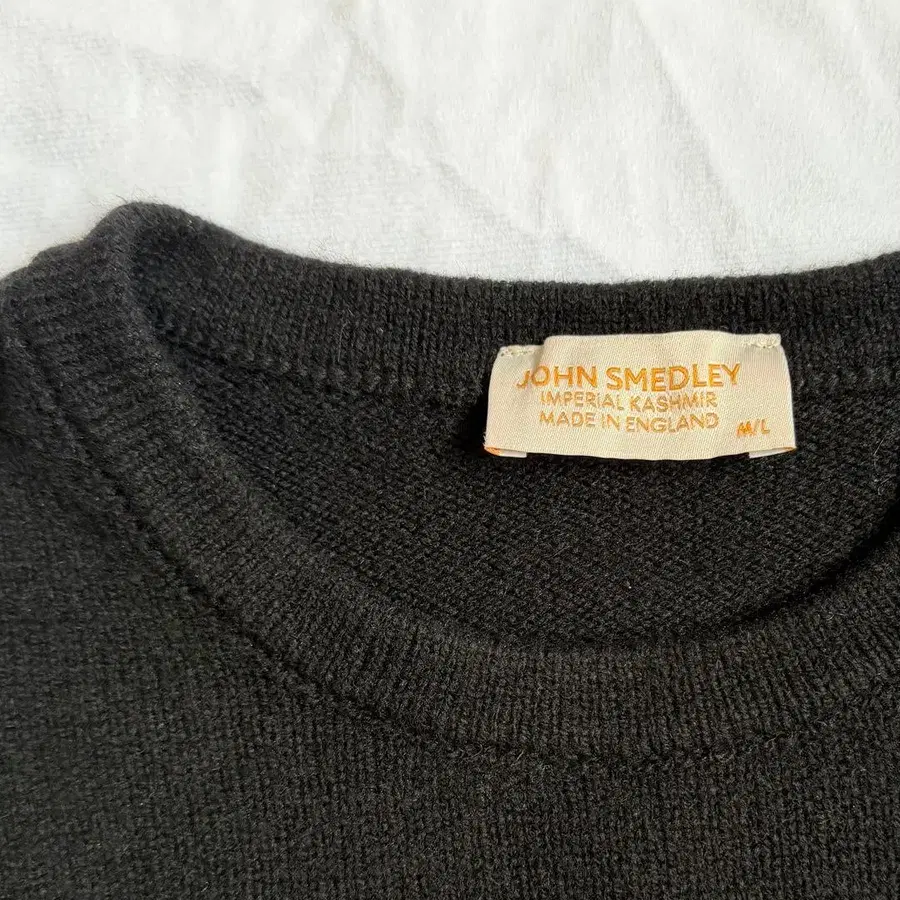 JOHN SMEDLEY
IMPERIAL KASHMIR
MADE IN ENGLAND
M/L